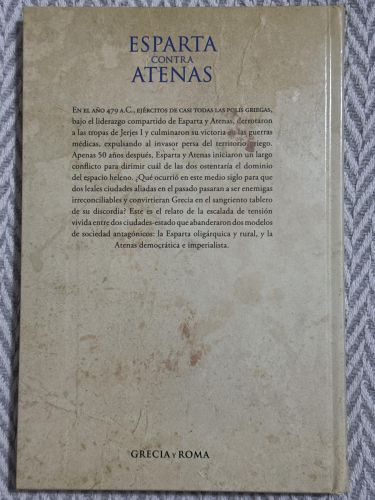 ESPARTA
CONTRA
ATENAS
EN EL AÑO 479 A.C., EJÉRCITOS DE CASI TODAS LAS POLIS GRIEGAS,
bajo el liderazgo compartido de Esparta y Atenas, derrotaron
a las tropas de Jerjes I y culminaron su victoria en las guerras
médicas, expulsando al invasor persa del territorio griego.
Apenas 50 años después, Esparta y Atenas iniciaron un largo
conflicto para dirimir cuál de las dos ostentaría el dominio
del espacio heleno. ¿Qué ocurrió en este medio siglo para que
dos leales ciudades aliadas en el pasado pasaran a ser enemigas
irreconciliables y convirtieran Grecia en el sangriento tablero
de su discordia? Este es el relato de la escalada de tensión
vivida entre dos ciudades-estado que abanderaron dos modelos
de sociedad antagónicos: la Esparta oligárquica y rural, y la
Atenas democrática e imperialista.
GRECIA Y ROMA